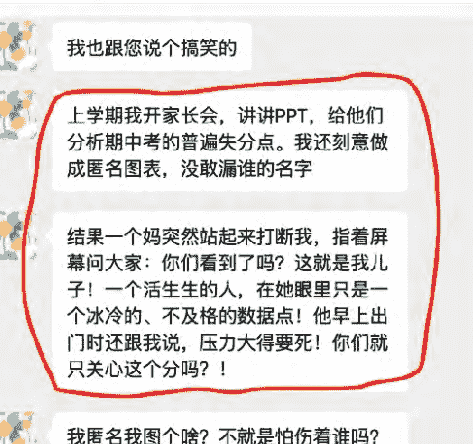 我也跟您说个搞笑的
上学期我开家长会，讲讲PPT，给他们
分析期中考的普遍失分点。我还刻意做
成匿名图表，没敢漏谁的名字
结果一个妈突然站起来打断我，指着屏
幕问大家：你们看到了吗？这就是我儿
子！一个活生生的人，在她眼里只是一
个冰冷的、不及格的数据点！他早上出
门时还跟我说，压力大得要死！你们就
只关心这个分吗？！
我匿名我图个啥？不就是怕伤着谁吗？